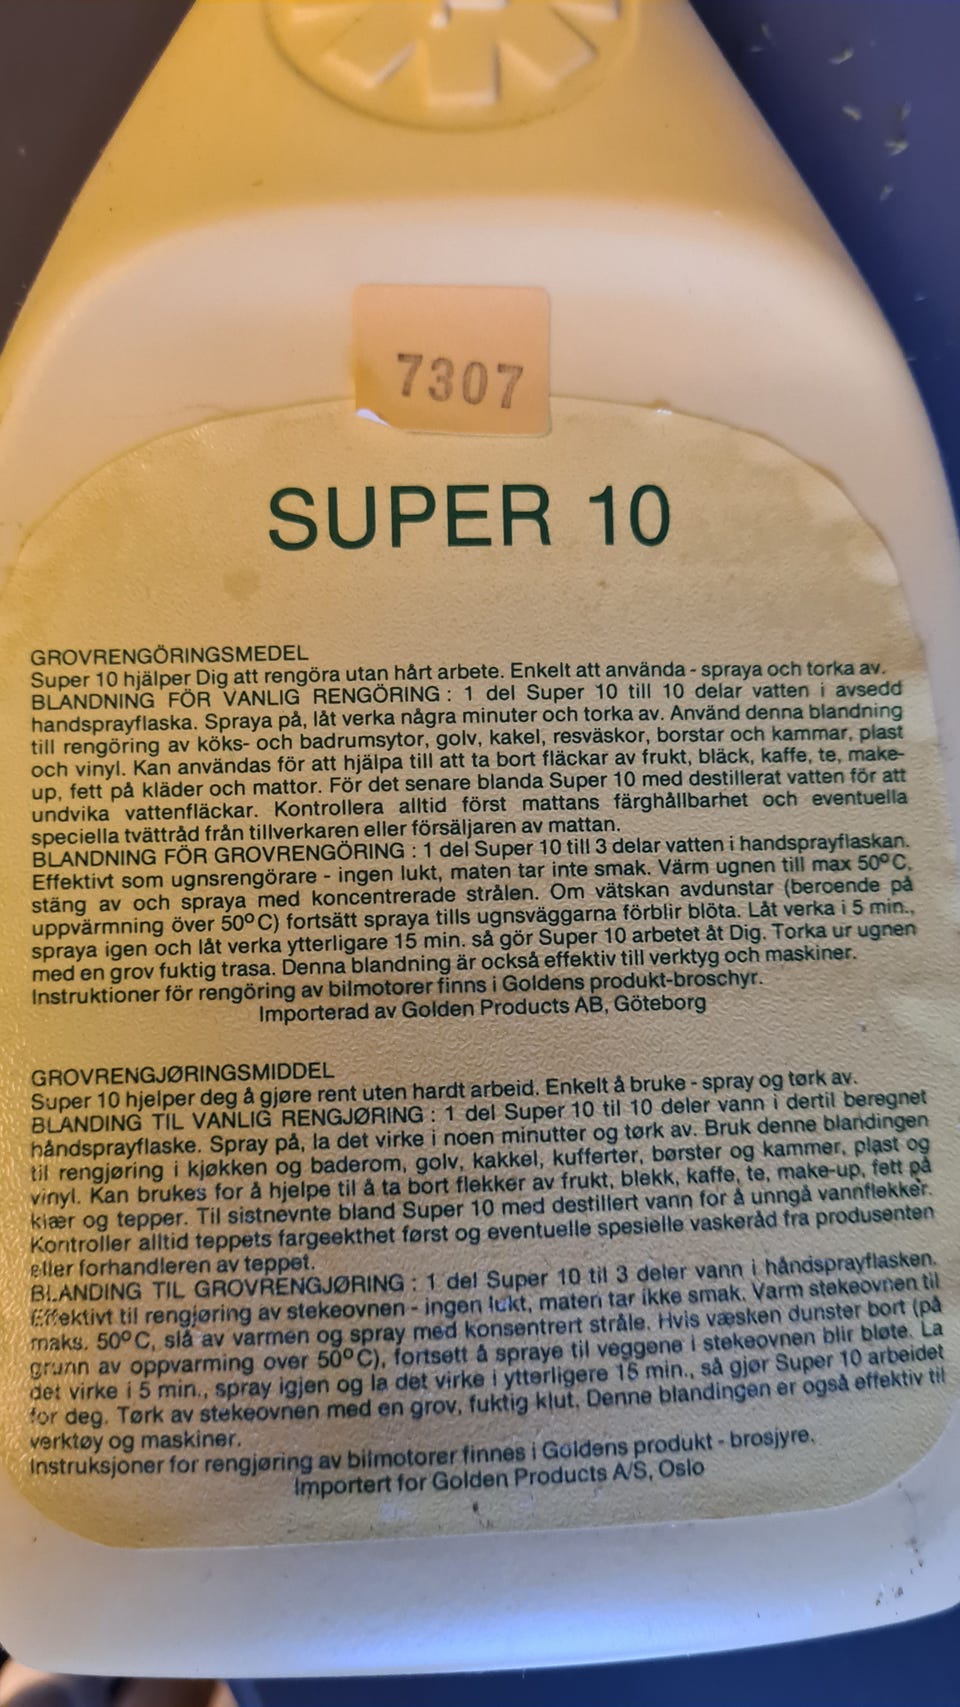 7307
SUPER 10
GROVRENGÖRINGSMEDEL
Super 10 hjälper Dig att rengöra utan hårt arbete. Enkelt att använda - spraya och torka av.
BLANDNING FÖR VANLIG RENGÖRING : 1 del Super 10 till 10 delar vatten i avsedd
handsprayflaska. Spraya på, låt verka några minuter och torka av. Använd denna blandning
till rengöring av köks- och badrumsytor, golv, kakel, resväskor, borstar och kammar, plast
och vinyl. Kan användas för att hjälpa till att ta bort fläckar av frukt, bläck, kaffe, te, make-
up, fett på kläder och mattor. För det senare blanda Super 10 med destillerat vatten för att
undvika vattenfläckar. Kontrollera alltid först mattans färghållbarhet och eventuella
speciella tvättråd från tillverkaren eller försäljaren av mattan.
BLANDNING FÖR GROVRENGÖRING : 1 del Super 10 till 3 delar vatten i handsprayflaskan.
Effektivt som ugnsrengörare - ingen lukt, maten tar inte smak. Värm ugnen till max 50°C,
stäng av och spraya med koncentrerade strålen. Om vätskan avdunstar (beroende på
uppvärmning över 50°C) fortsätt spraya tills ugnsväggarna förblir blöta. Låt verka i 5 min.,
spraya igen och låt verka ytterligare 15 min. så gör Super 10 arbetet åt Dig. Torka ur ugnen
med en grov fuktig trasa. Denna blandning är också effektiv till verktyg och maskiner.
Instruktioner för rengöring av bilmotorer finns i Goldens produkt-broschyr.
Importerad av Golden Products AB, Göteborg
GROVRENGJØRINGSMIDDEL
Super 10 hjelper deg å gjøre rent uten hardt arbeid. Enkelt å bruke - spray og tørk av.
BLANDING TIL VANLIG RENGJØRING : 1 del Super 10 til 10 deler vann i dertil beregnet
håndsprayflaske. Spray på, la det virke i noen minutter og tørk av. Bruk denne blandingen
til rengjøring i kjøkken og baderom, golv, kakkel, kufferter, børster og kammer, plast og
vinyl. Kan brukes for å hjelpe til å ta bort flekker av frukt, blekk, kaffe, te, make-up, fett på
klær og tepper. Til sistnevnte bland Super 10 med destillert vann for å unngå vannflekker.
Kontroller alltid teppets fargeekthet først og eventuelle spesielle vaskeråd fra produsenten
eller forhandleren av teppet.
BLANDING TIL GROVRENGJØRING : 1 del Super 10 til 3 deler vann i håndsprayflasken.
Effektivt til rengjøring av stekeovnen - ingen lukt, maten tar ikke smak. Varm stekeovnen til
maks. 50°C, slå av varmen og spray med konsentrert stråle. Hvis væsken dunster bort (på
grunn av oppvarming over 50°C), fortsett å spraye til veggene i stekeovnen blir bløte. La
det virke i 5 min., spray igjen og la det virke i ytterligere 15 min., så gjør Super 10 arbeidet
for deg. Tørk av stekeovnen med en grov, fuktig klut. Denne blandingen er også effektiv til
verktøy og maskiner.
Instruksjoner for rengjøring av bilmotorer finnes i Goldens produkt - brosjyre.
Importert for Golden Products A/S, Oslo